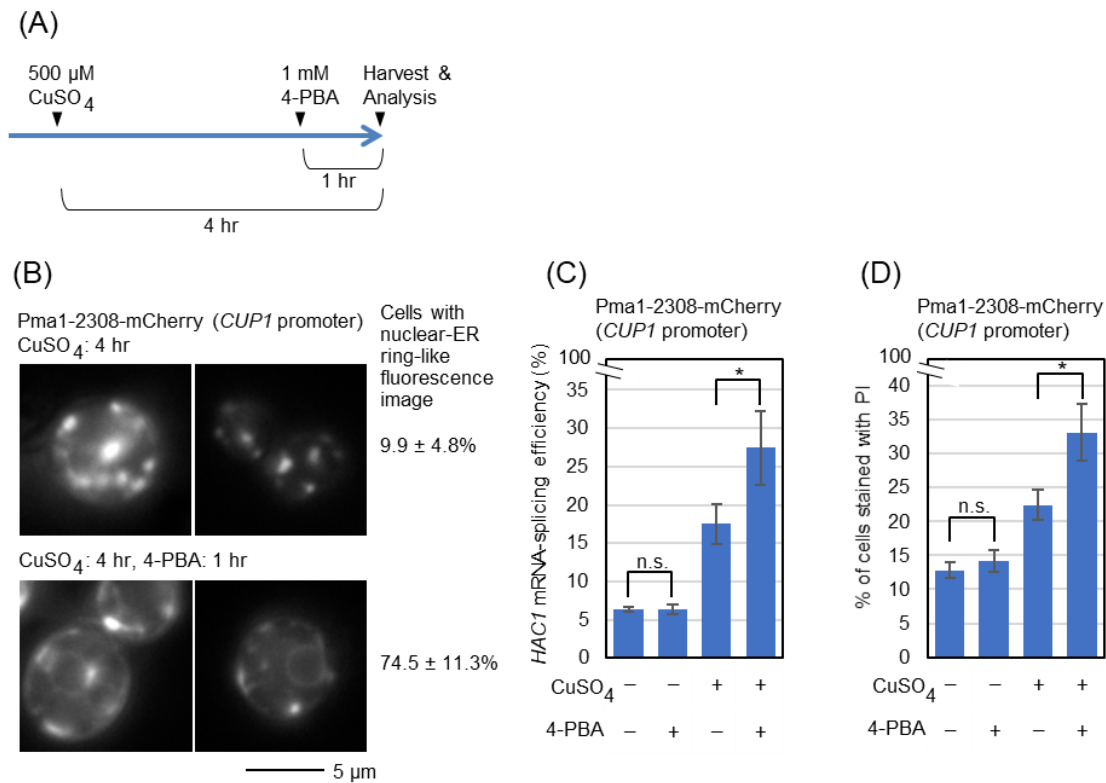 (A)
500 µM
CuSO4
1 mM
4-PBA
Harvest &
Analysis
1 hr
4 hr
(B)
Pma1-2308-mCherry (CUP1 promoter)
CuSO4: 4 hr
Cells with
nuclear-ER
ring-like
fluorescence
image
9.9 ± 4.8%
CuSO4: 4 hr, 4-PBA: 1 hr
74.5 ± 11.3%
5 µm
(C)
Pma1-2308-mCherry
(CUP1 promoter)
HAC1 mRNA-splicing efficiency (%)
100
35
30
25
20
15
10
5
0
n.s.
*
CuSO4 – – + +
4-PBA – + – +
(D)
Pma1-2308-mCherry
(CUP1 promoter)
% of cells stained with PI
100
40
35
30
25
20
15
10
5
0
n.s.
*
CuSO4 – – + +
4-PBA – + – +